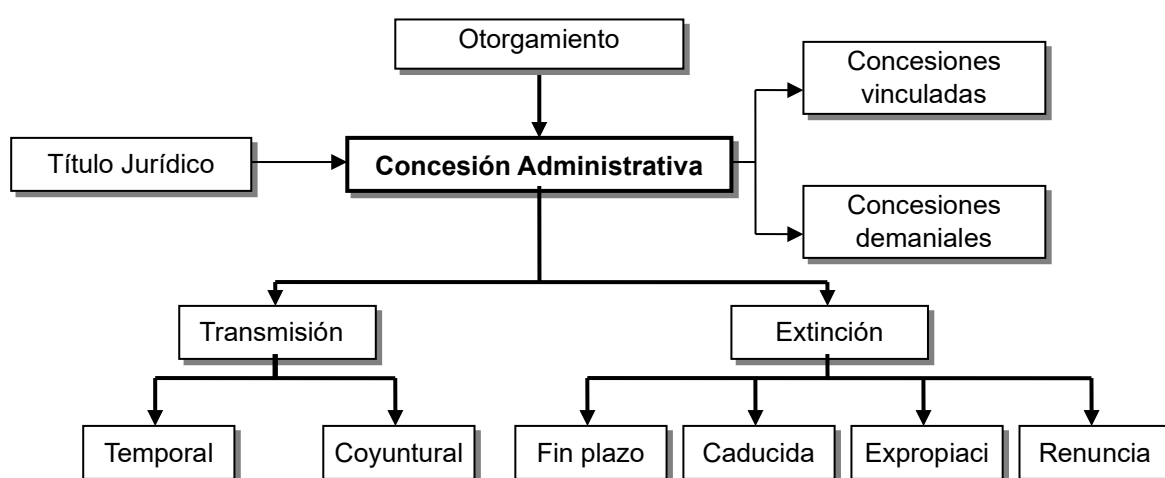 Otorgamiento
Concesiones
vinculadas
Título Jurídico
Concesión Administrativa
Concesiones
demaniales
Transmisión
Extinción
Temporal
Coyuntural
Fin plazo
Caducida
Expropiaci
Renuncia